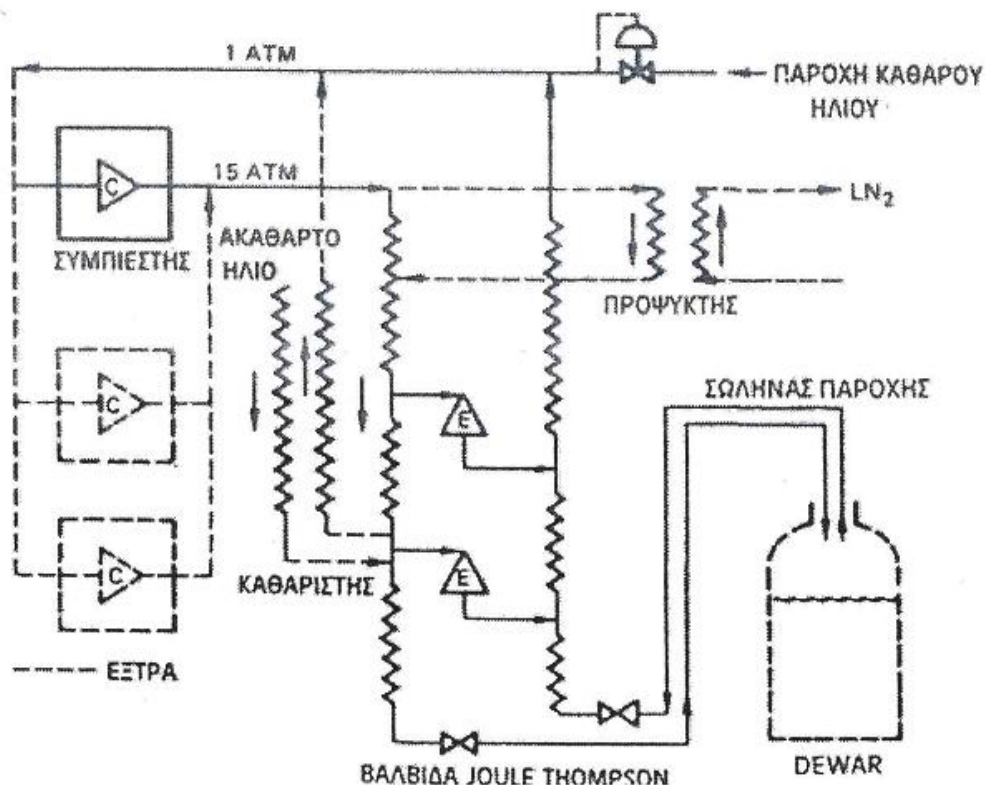 1 ATM
ΠΑΡΟΧΗ ΚΑΘΑΡΟΥ
ΗΛΙΟΥ
C
15 ATM
LN2
ΣΥΜΠΙΕΣΤΗΣ
ΑΚΑΘΑΡΤΟ
ΗΛΙΟ
ΠΡΟΨΥΚΤΗΣ
C
E
ΣΩΛΗΝΑΣ ΠΑΡΟΧΗΣ
C
ΚΑΘΑΡΙΣΤΗΣ
E
ΕΞΤΡΑ
ΒΑΛΒΙΔΑ JOULE THOMPSON
DEWAR